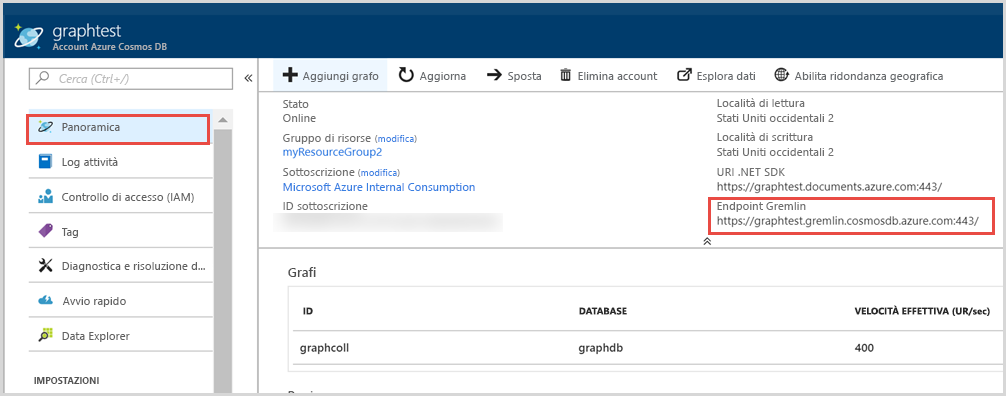 graphtest
Account Azure Cosmos DB
Cerca (Ctrl+/)
Panoramica
Log attività
Controllo di accesso (IAM)
Tag
Diagnostica e risoluzione d...
Avvio rapido
Data Explorer
IMPOSTAZIONI
Aggiungi grafo
Aggiorna
Sposta
Elimina account
Esplora dati
Abilita ridondanza geografica
Stato
Online
Gruppo di risorse (modifica)
myResourceGroup2
Sottoscrizione (modifica)
Microsoft Azure Internal Consumption
ID sottoscrizione
Località di lettura
Stati Uniti occidentali 2
Località di scrittura
Stati Uniti occidentali 2
URI .NET SDK
https://graphtest.documents.azure.com:443/
Endpoint Gremlin
https://graphtest.gremlin.cosmosdb.azure.com:443/
Grafi
ID DATABASE VELOCITÀ EFFETTIVA (UR/sec)
graphcoll graphdb 400